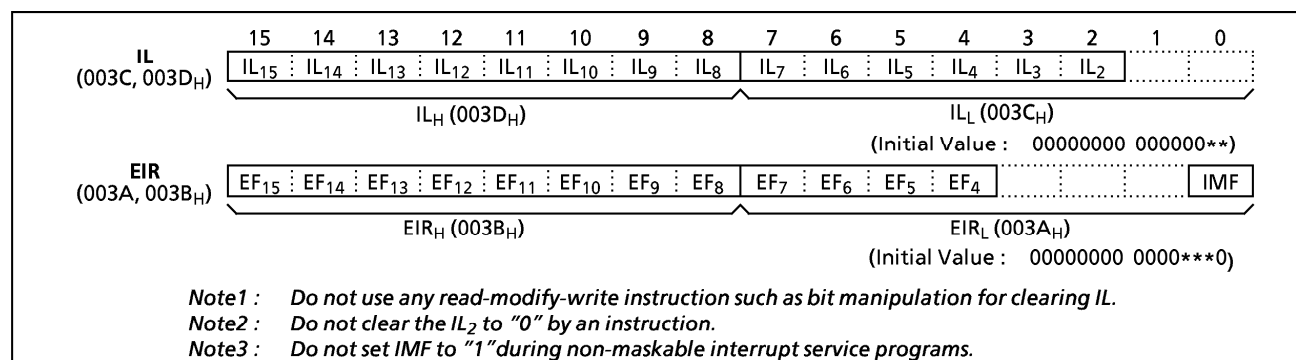 15 14 13 12 11 10 9 8 7 6 5 4 3 2 1 0
IL
(003C, 003DH)
IL15 IL14 IL13 IL12 IL11 IL10 IL9 IL8 IL7 IL6 IL5 IL4 IL3 IL2
ILH (003DH) ILL (003CH)
(Initial Value : 00000000 000000**)
EIR
(003A, 003BH)
EF15 EF14 EF13 EF12 EF11 EF10 EF9 EF8 EF7 EF6 EF5 EF4 IMF
EIRH (003BH) EIRL (003AH)
(Initial Value : 00000000 0000***0)
Note1 : Do not use any read-modify-write instruction such as bit manipulation for clearing IL.
Note2 : Do not clear the IL2 to "0" by an instruction.
Note3 : Do not set IMF to "1"during non-maskable interrupt service programs.